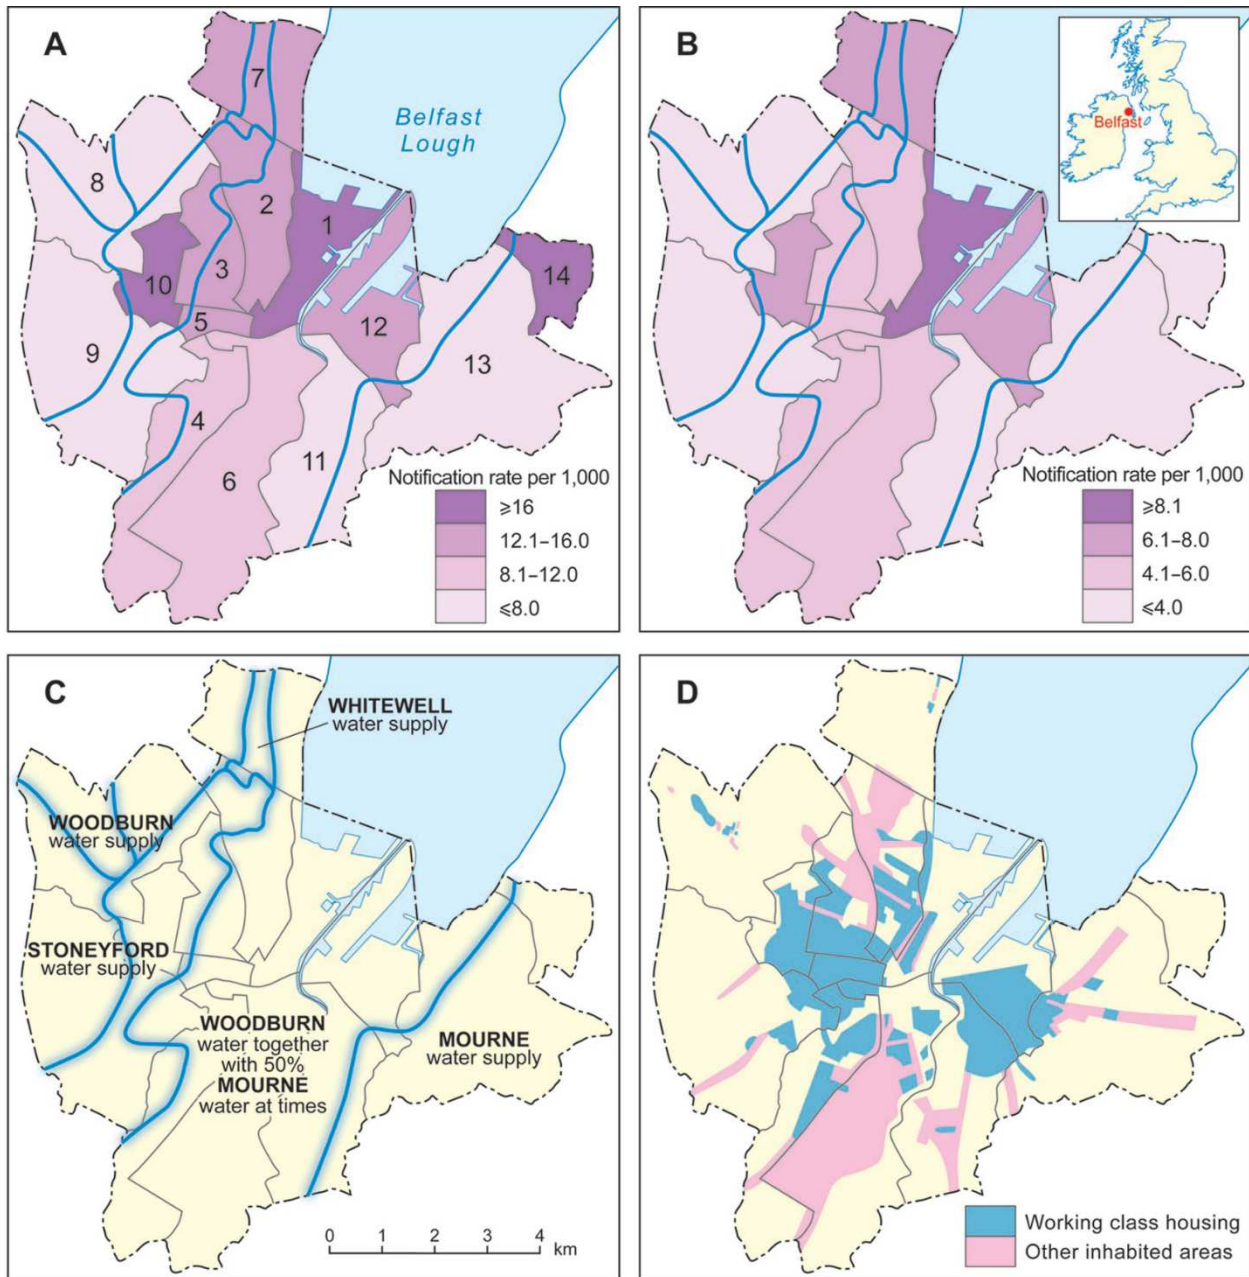 A
7
Belfast
Lough
8
2
1
10
3
14
5
12
9
13
4
11
6
Notification rate per 1,000
≥16
12.1–16.0
8.1–12.0
≤8.0
B
Belfast
Notification rate per 1,000
≥8.1
6.1–8.0
4.1–6.0
≤4.0
C
WHITEWELL
water supply
WOODBURN
water supply
STONEYFORD
water supply
WOODBURN
water together
with 50%
MOURNE
water at times
MOURNE
water supply
0 1 2 3 4
km
D
Working class housing
Other inhabited areas